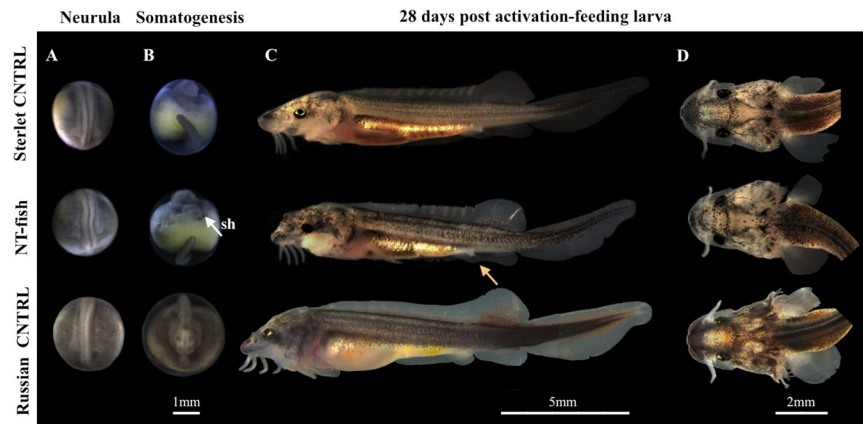 Neurula Somatogenesis 28 days post activation-feeding larva
A B C D
Sterlet CNTRL
NT-fish
sh
Russian CNTRL
1mm 5mm 2mm